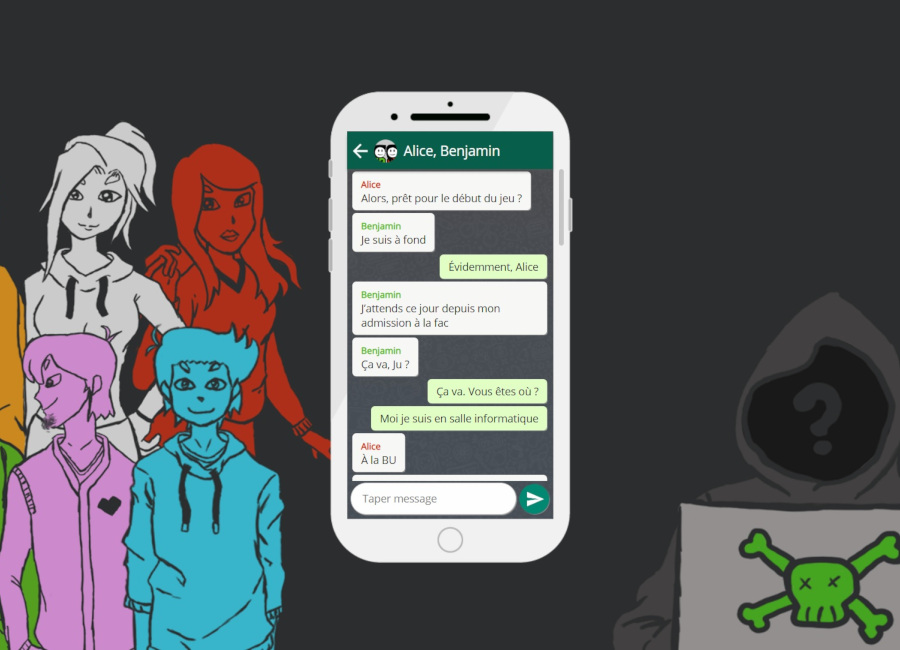 Alice, Benjamin
Alice
Alors, prêt pour le début du jeu ?
Benjamin
Je suis à fond
Évidemment, Alice
Benjamin
J'attends ce jour depuis mon
admission à la fac
Benjamin
Ça va, Ju ?
Ça va. Vous êtes où ?
Moi je suis en salle informatique
Alice
À la BU
Taper message
?